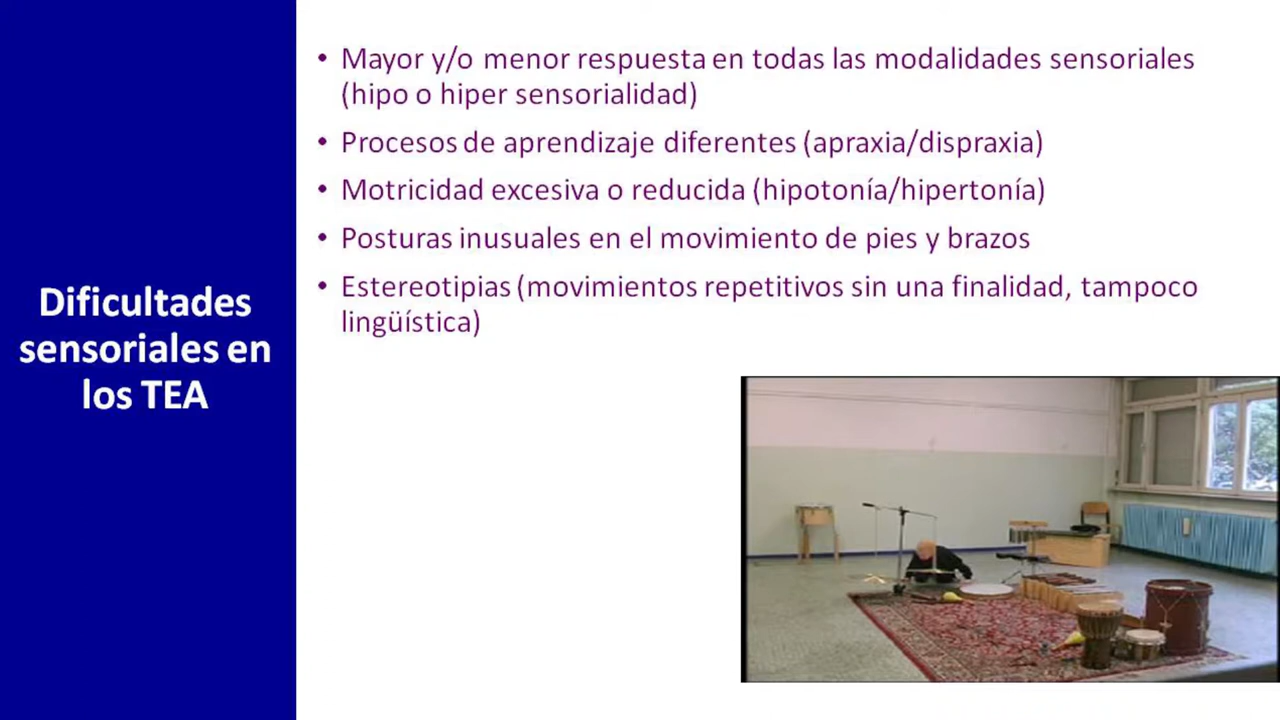 Dificultades
sensoriales en
los TEA
• Mayor y/o menor respuesta en todas las modalidades sensoriales
(hipo o hiper sensorialidad)
• Procesos de aprendizaje diferentes (apraxia/dispraxia)
• Motricidad excesiva o reducida (hipotonía/hipertonía)
• Posturas inusuales en el movimiento de pies y brazos
• Estereotipias (movimientos repetitivos sin una finalidad, tampoco
lingüística)